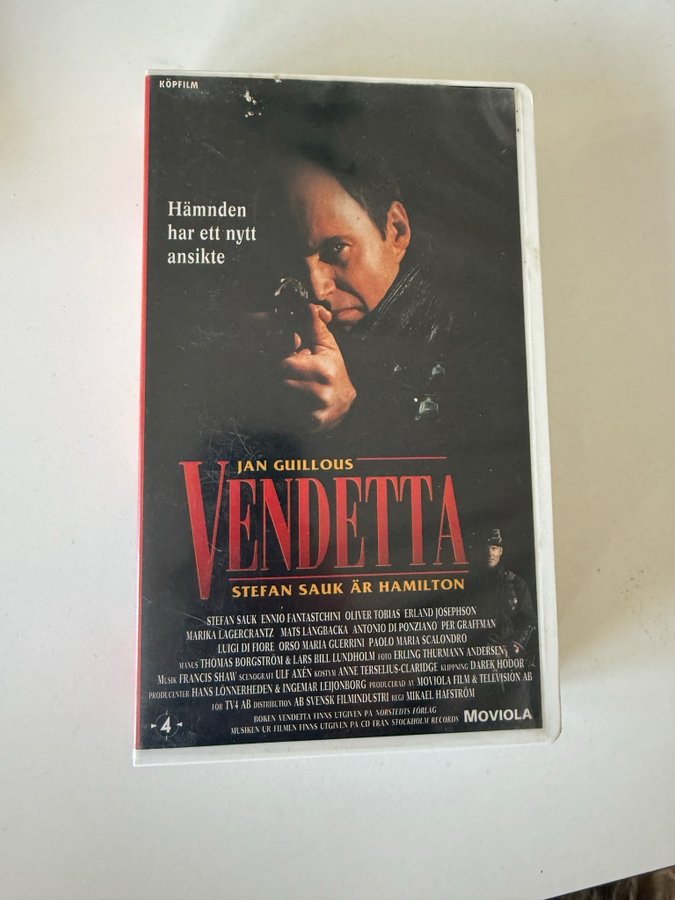 KÖPFILM
Hämnden
har ett nytt
ansikte
JAN GUILLOUS
VENDETTA
STEFAN SAUK ÄR HAMILTON
STEFAN SAUK ENNIO FANTASTCHINI OLIVER TOBIAS ERLAND JOSEPHSON
MARIKA LAGERCRANTZ MATS LÅNGBACKA ANTONIO DI PONZIANO PER GRAFFMAN
LUIGI DI FIORE ORSO MARIA GUERRINI PAOLO MARIA SCALONDRO
MANUS THOMAS BORGSTRÖM & LARS BILL LUNDHOLM FOTO ERLING THURMANN ANDERSEN
MUSIK FRANCIS SHAW SCENOGRAFI ULF AXÉN KOSTYM ANNE TERSELIUS-CLARIDGE KLIPPNING DAREK HODOR
PRODUCENTER HANS LÖNNERHEDEN & INGEMAR LEIJONBORG PRODUCERAD AV MOVIOLA FILM & TELEVISION AB
FÖR TV4 AB DISTRIBUTION AB SVENSK FILMINDUSTRI REGI MIKAEL HAFSTRÖM
BOKEN VENDETTA FINNS UTGIVEN PÅ NORSTEDTS FÖRLAG
MUSIKEN UR FILMEN FINNS UTGIVEN PÅ CD FRÅN STOCKHOLM RECORDS
4
MOVIOLA